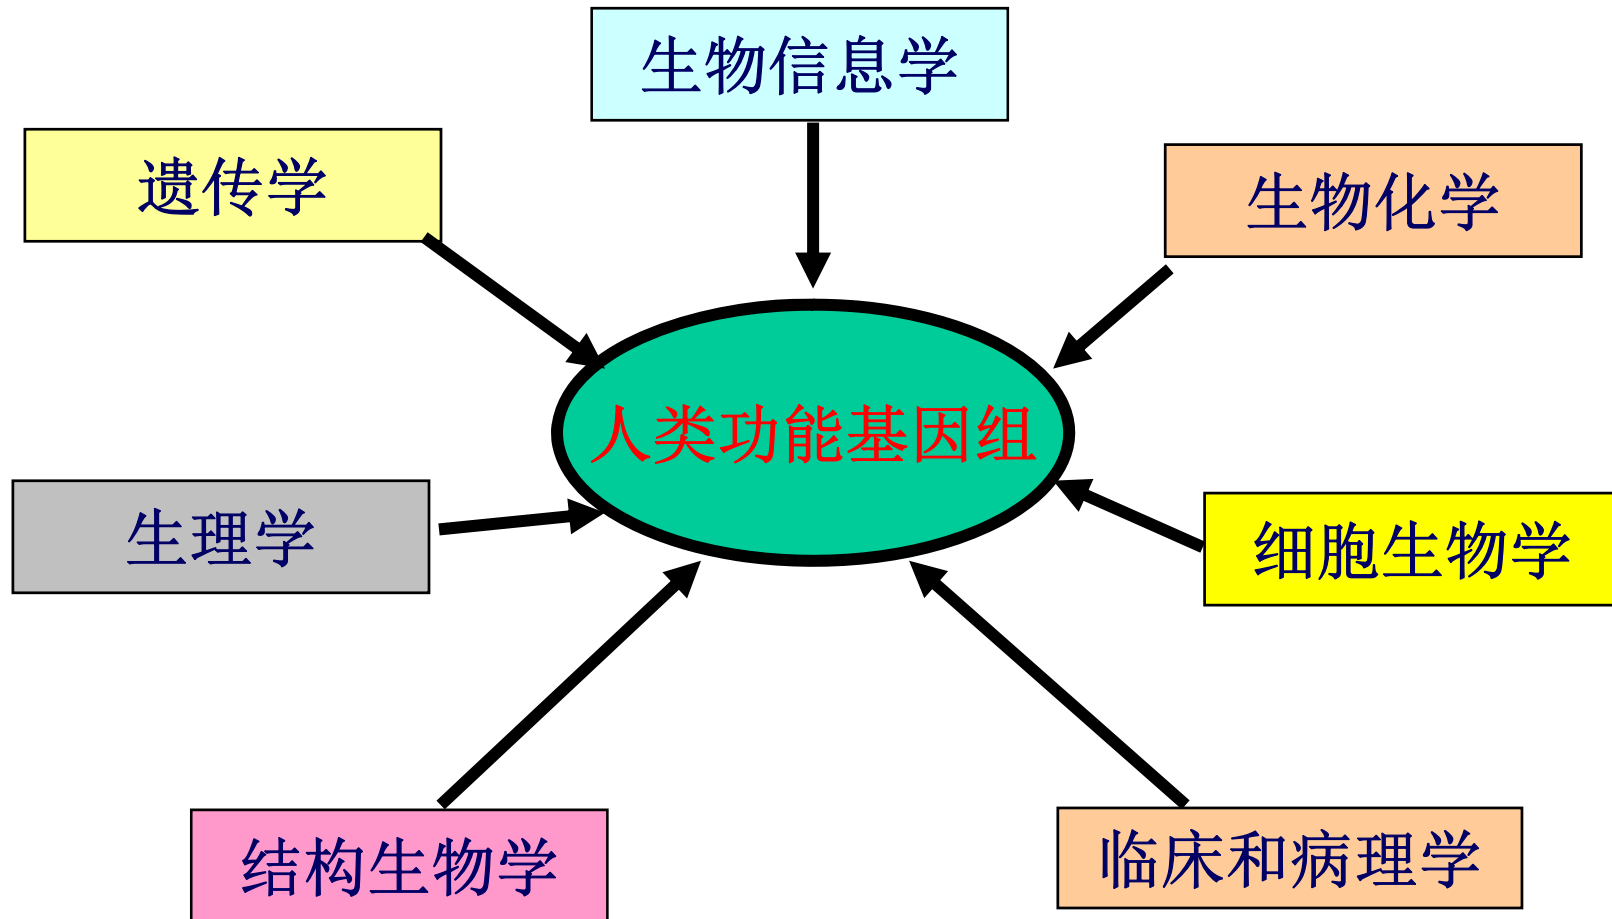 生物信息学
遗传学
生物化学
人类功能基因组
生理学
细胞生物学
结构生物学
临床和病理学